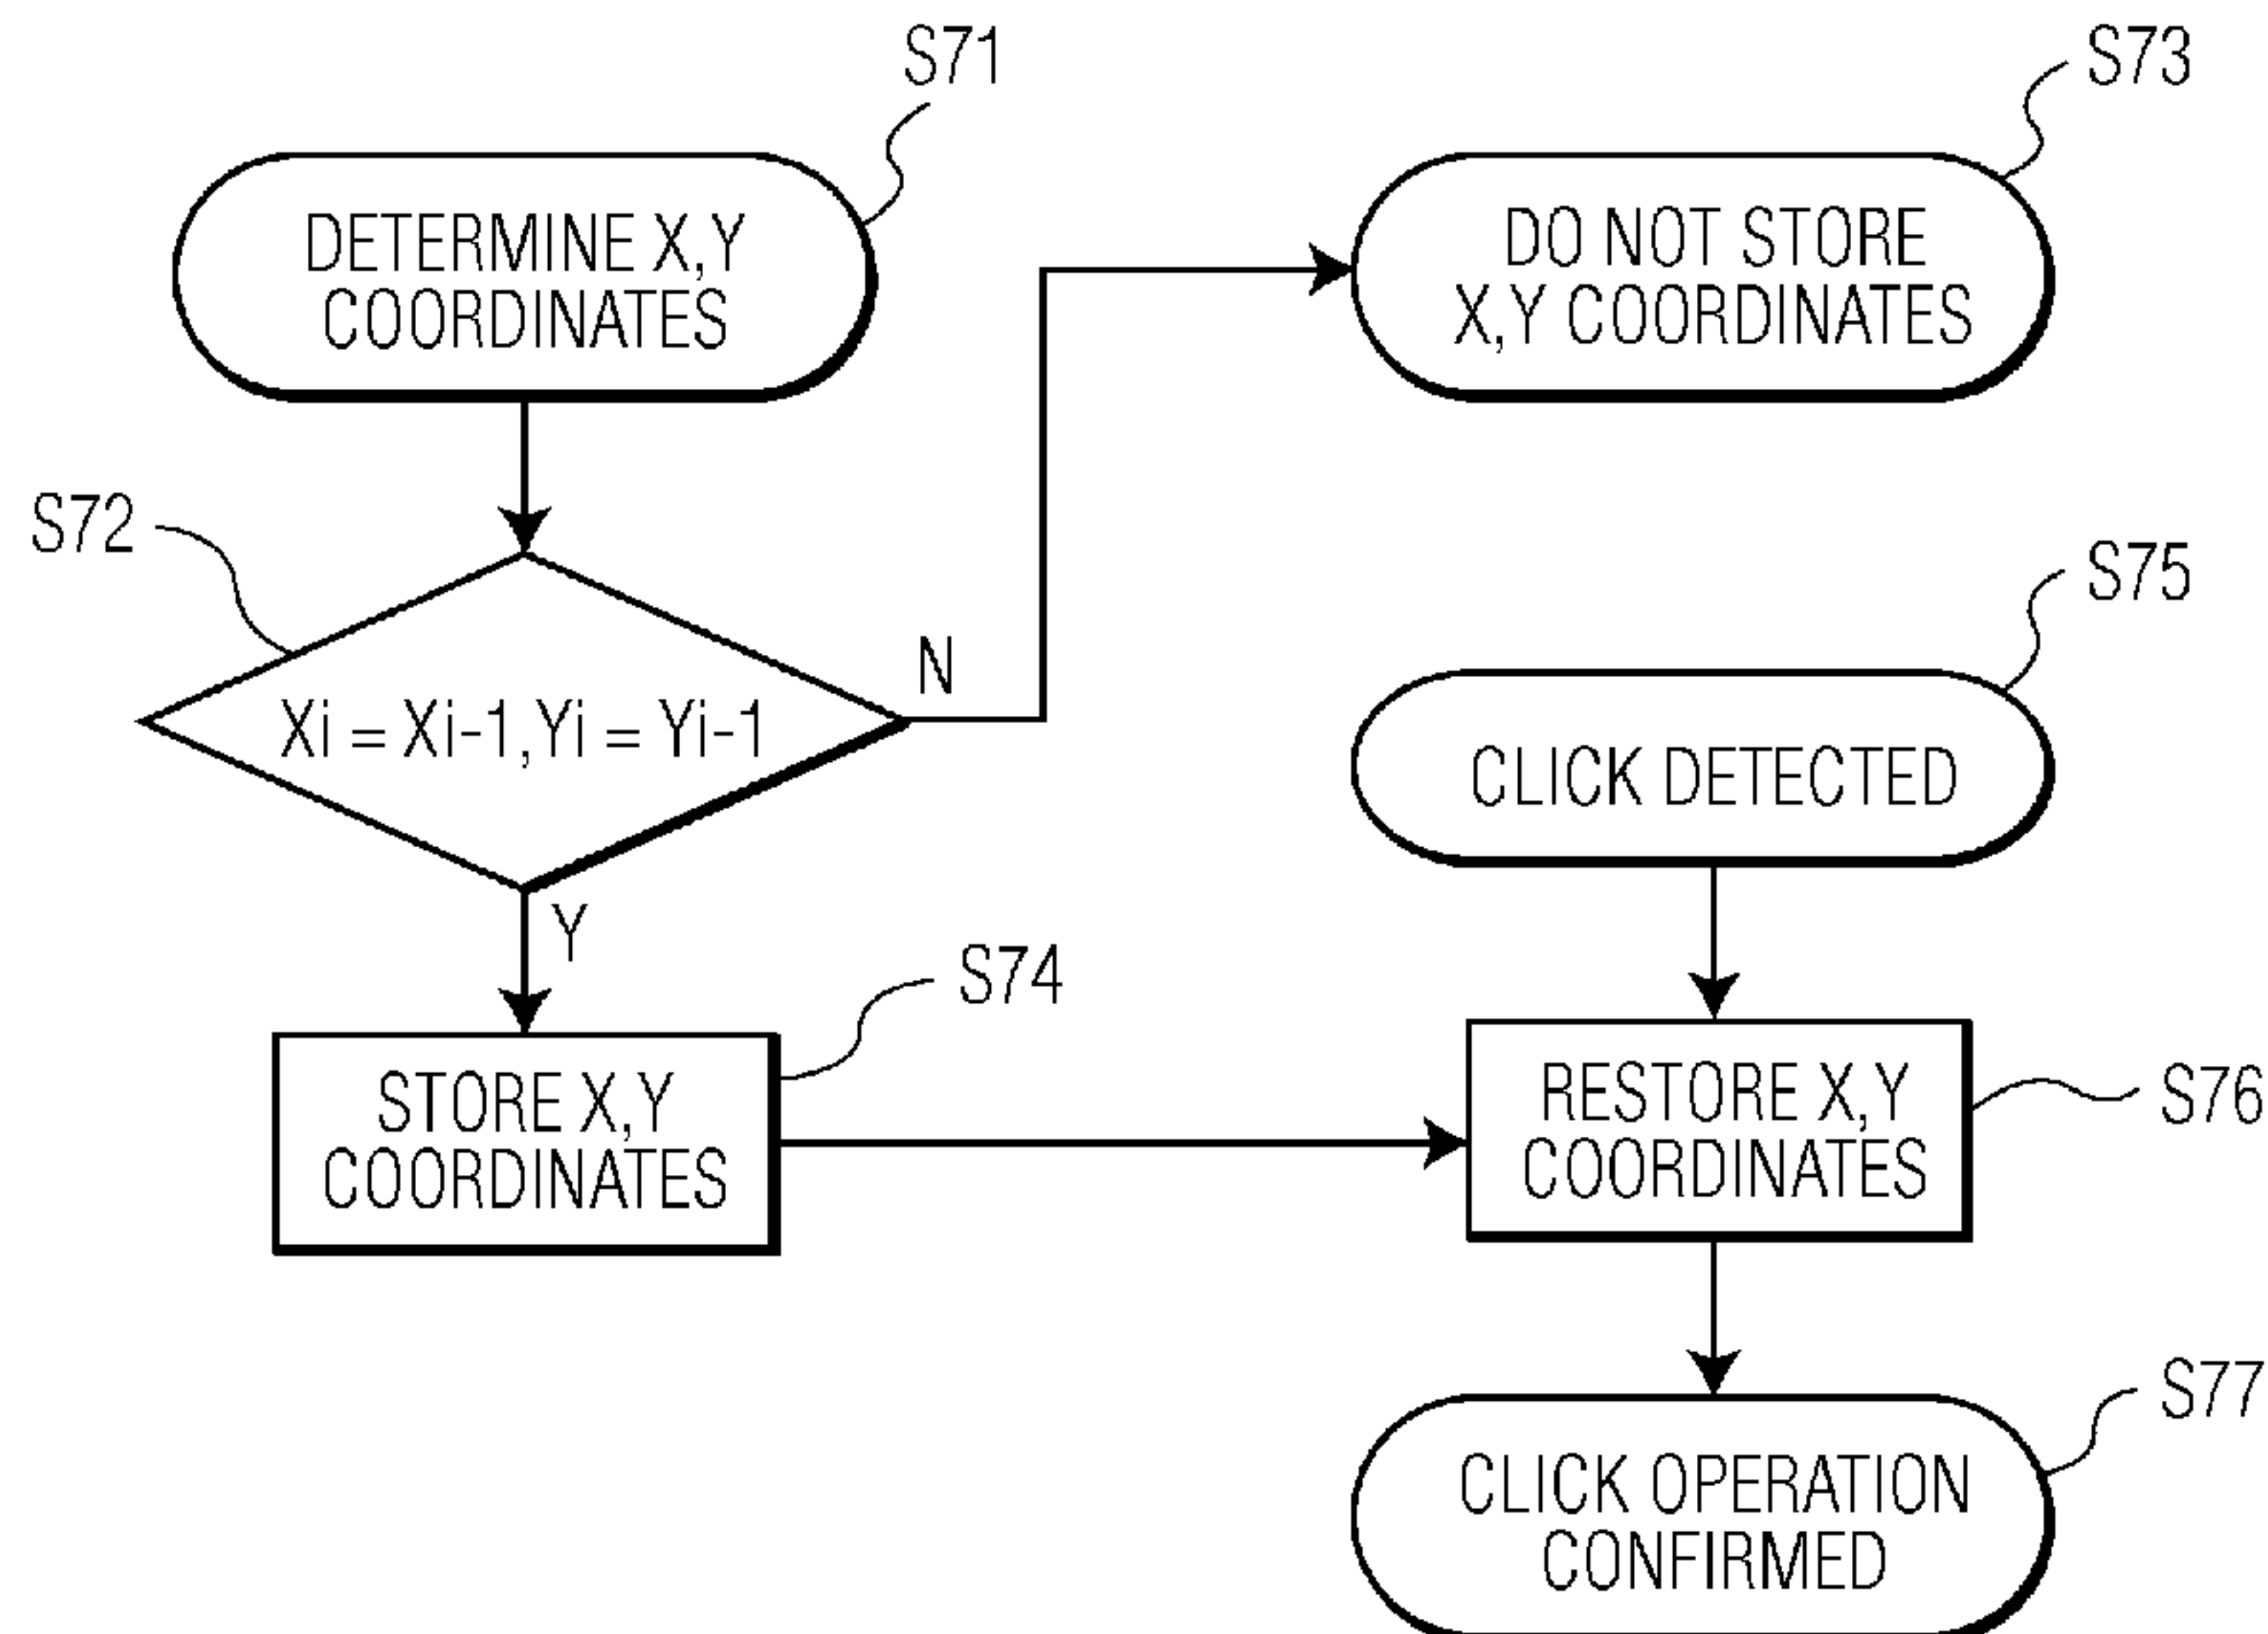 S71
DETERMINE X,Y
COORDINATES
S73
DO NOT STORE
X,Y COORDINATES
S72
Xi = Xi-1,Yi = Yi-1
N
Y
S75
CLICK DETECTED
S74
STORE X,Y
COORDINATES
S76
RESTORE X,Y
COORDINATES
S77
CLICK OPERATION
CONFIRMED